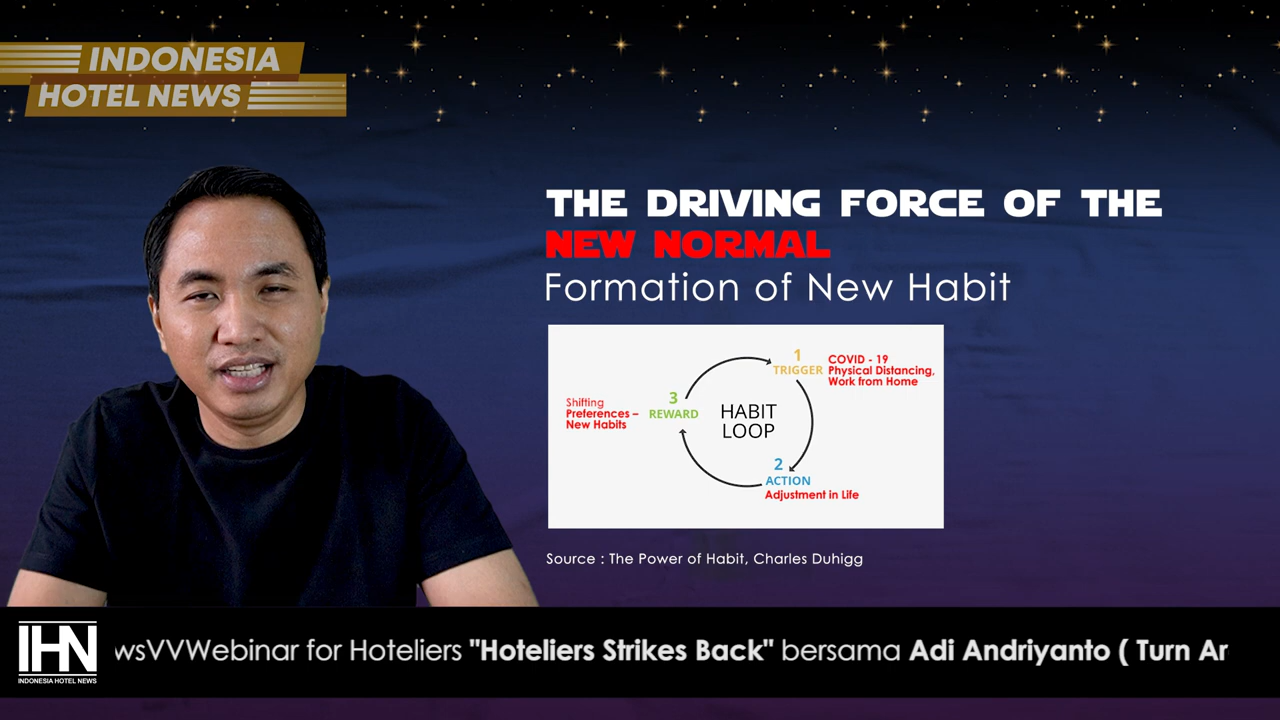 INDONESIA
HOTEL NEWS
THE DRIVING FORCE OF THE
NEW NORMAL
Formation of New Habit
1
TRIGGER
COVID - 19
Physical Distancing,
Work from Home
3
REWARD
Shifting
Preferences –
New Habits
HABIT
LOOP
2
ACTION
Adjustment in Life
Source : The Power of Habit, Charles Duhigg
IHN
INDONESIA HOTEL NEWS
wsVVWebinar for Hoteliers "Hoteliers Strikes Back" bersama Adi Andriyanto ( Turn Ar